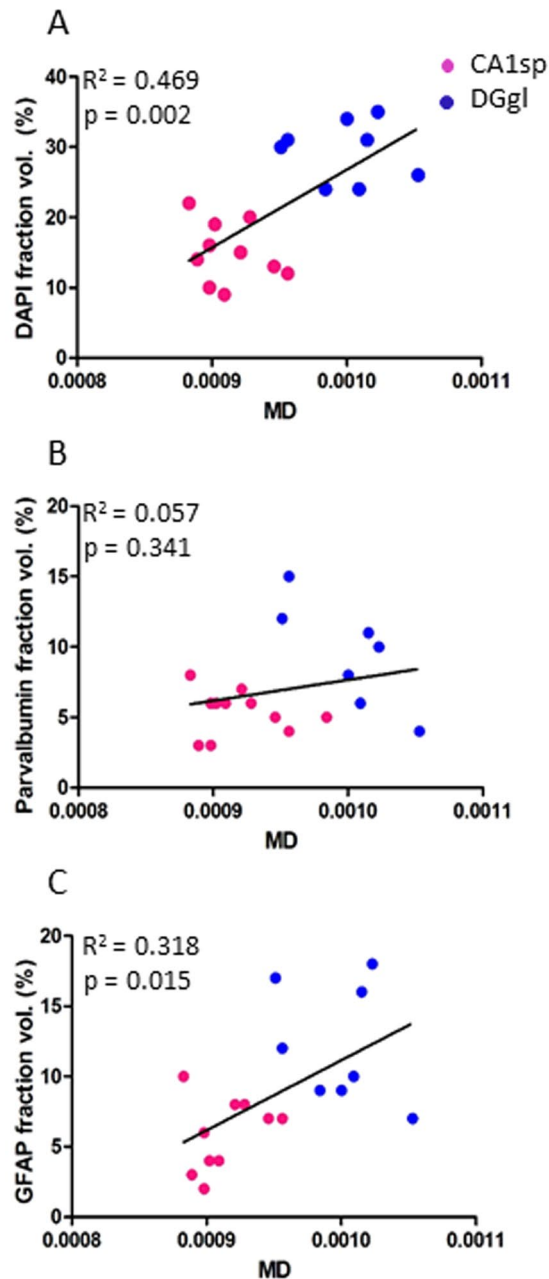 A
CA1sp
DGgl
R² = 0.469
p = 0.002
DAPI fraction vol. (%)
40
30
20
10
0
0.0008 0.0009 0.0010 0.0011
MD
B
R² = 0.057
p = 0.341
Parvalbumin fraction vol. (%)
20
15
10
5
0
0.0008 0.0009 0.0010 0.0011
MD
C
R² = 0.318
p = 0.015
GFAP fraction vol. (%)
20
15
10
5
0
0.0008 0.0009 0.0010 0.0011
MD